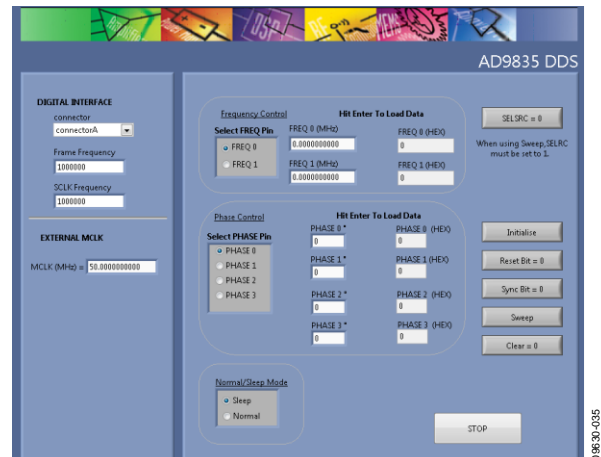 AD9835 DDS
DIGITAL INTERFACE
connector
connectorA
Frame Frequency
1000000
SCLK Frequency
1000000
EXTERNAL MCLK
MCLK (MHz) = 50.0000000000
Frequency Control
Hit Enter To Load Data
Select FREQ Pin
FREQ 0
FREQ 1
FREQ 0 (MHz)
0.0000000000
FREQ 0 (HEX)
0
FREQ 1 (MHz)
0.0000000000
FREQ 1 (HEX)
0
SELSRC = 0
When using Sweep,SELRC
must be set to 1.
Phase Control
Hit Enter To Load Data
Select PHASE Pin
PHASE 0
PHASE 1
PHASE 2
PHASE 3
PHASE 0 *
0
PHASE 0 (HEX)
0
PHASE 1 *
0
PHASE 1 (HEX)
0
PHASE 2 *
0
PHASE 2 (HEX)
0
PHASE 3 *
0
PHASE 3 (HEX)
0
Initialise
Reset Bit = 0
Sync Bit = 0
Sweep
Clear = 0
Normal/Sleep Mode
Sleep
Normal
STOP
09630-035